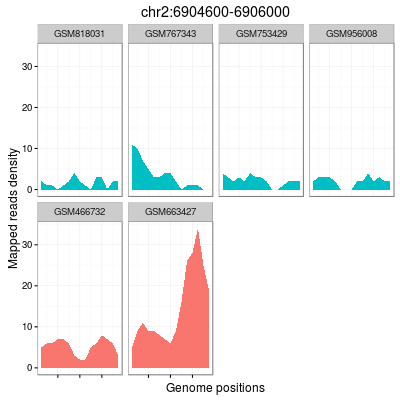 chr2:6904600-6906000
GSM818031 GSM767343 GSM753429 GSM956008
30
20
10
0
Mapped reads density
GSM466732 GSM663427
30
20
10
0
Genome positions